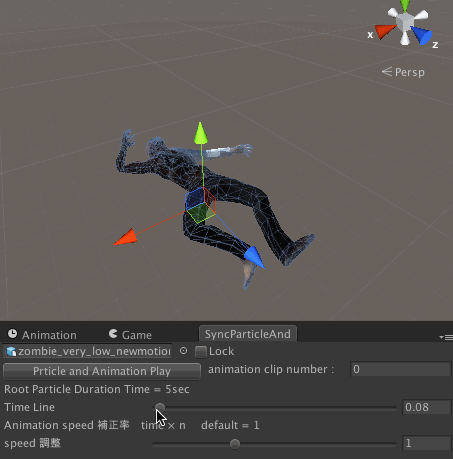 x
z
Persp
Animation
Game
SyncParticleAnd
zombie_very_low_newmotion
Lock
Prticle and Animation Play
animation clip number :
0
Root Particle Duration Time = 5sec
Time Line
0.08
Animation speed 補正率 time × n default = 1
speed 調整
1